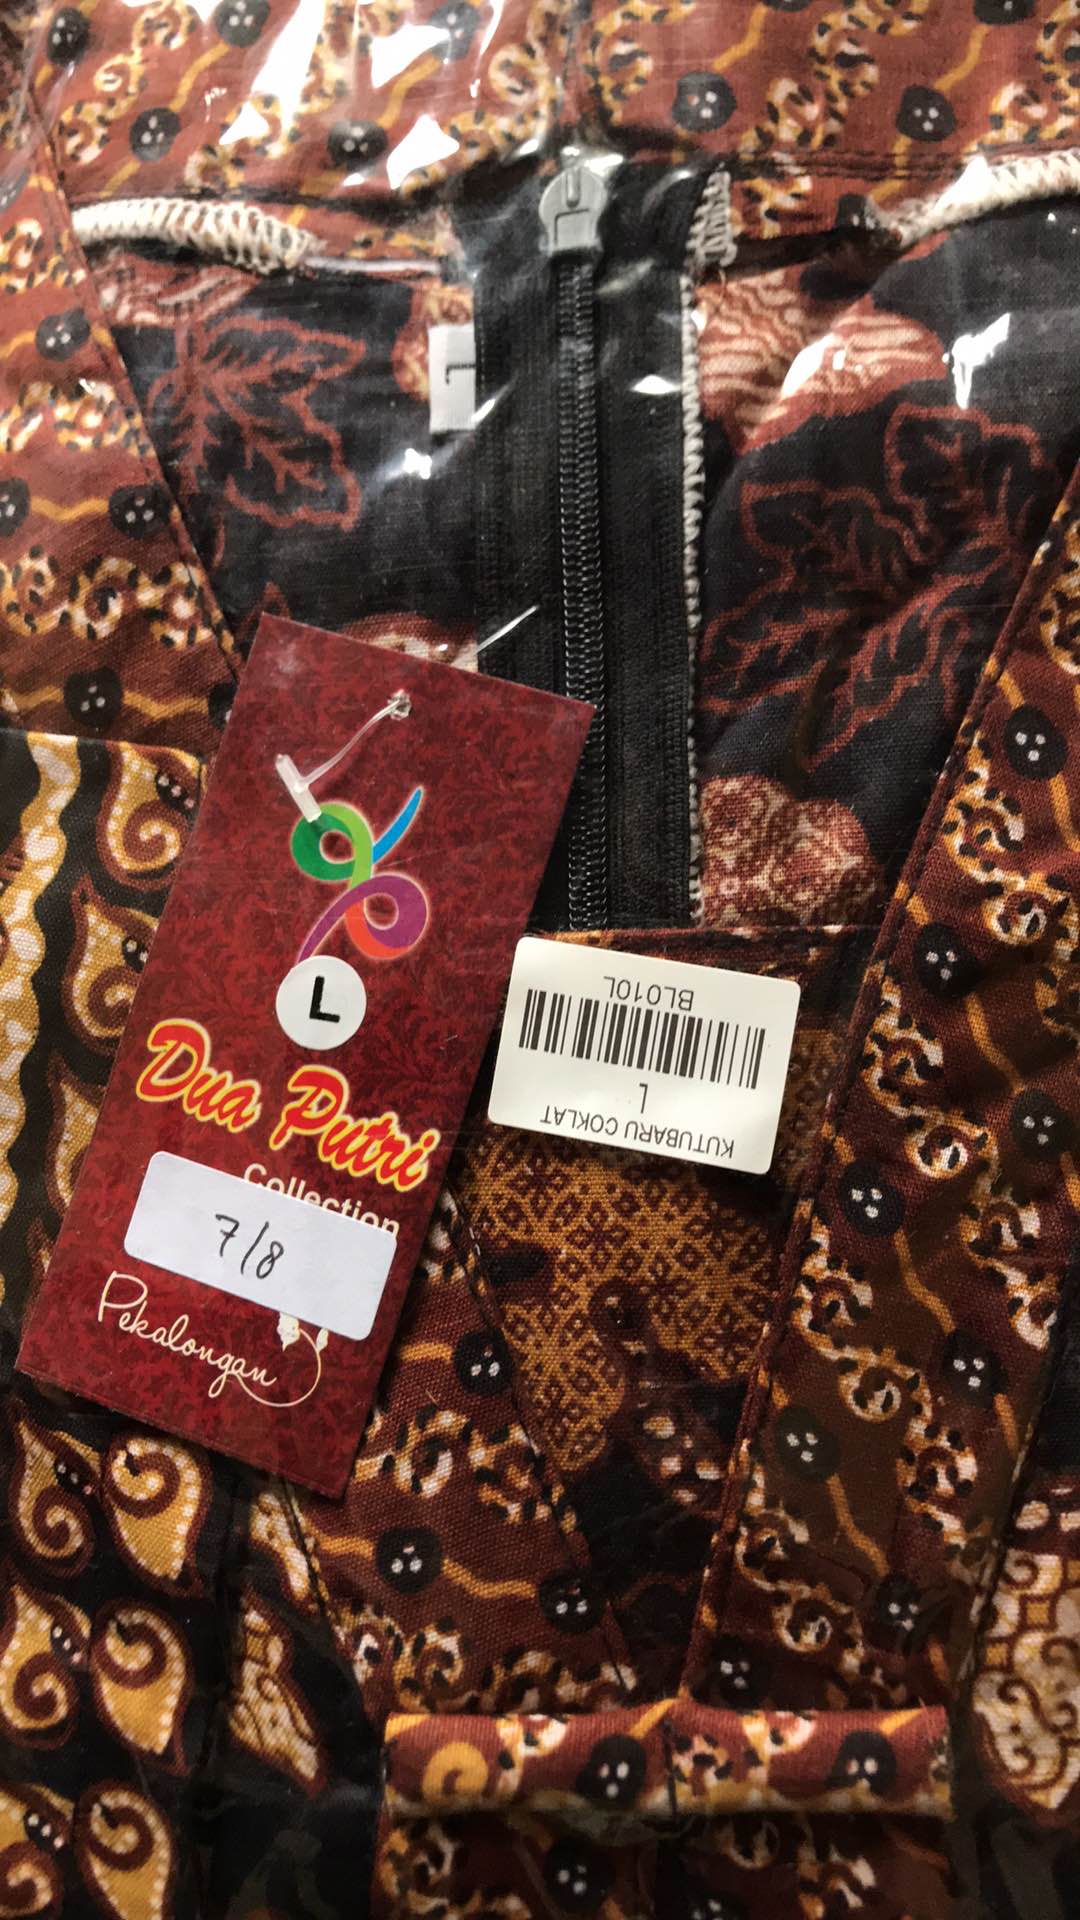 L
L
Dua Putri
Collection
7/8
Pekalongan
KUTUBARU COKLAT
L
BL010L